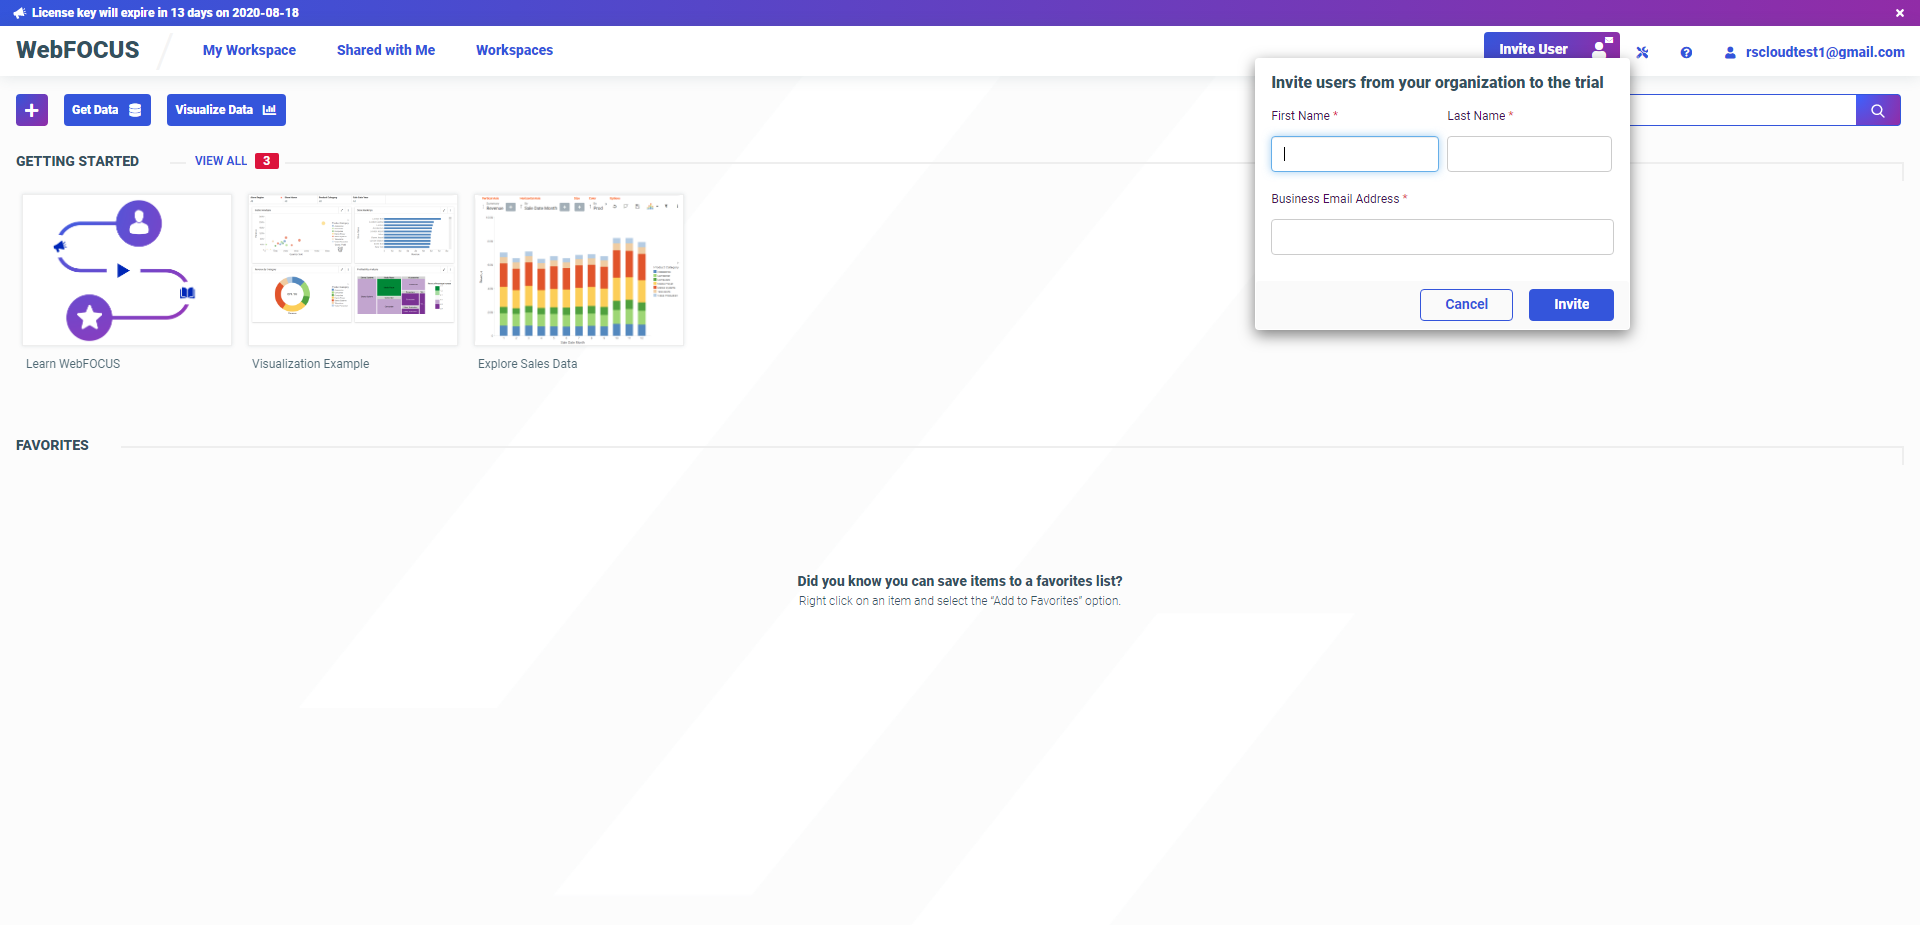 License key will expire in 13 days on 2020-08-18
WebFOCUS
My Workspace
Shared with Me
Workspaces
Invite User
rscloudtest1@gmail.com
Invite users from your organization to the trial
First Name *
Last Name *
Business Email Address *
Cancel
Invite
Get Data
Visualize Data
GETTING STARTED
VIEW ALL 3
Learn WebFOCUS
Visualization Example
Explore Sales Data
FAVORITES
Did you know you can save items to a favorites list?
Right click on an item and select the “Add to Favorites” option.